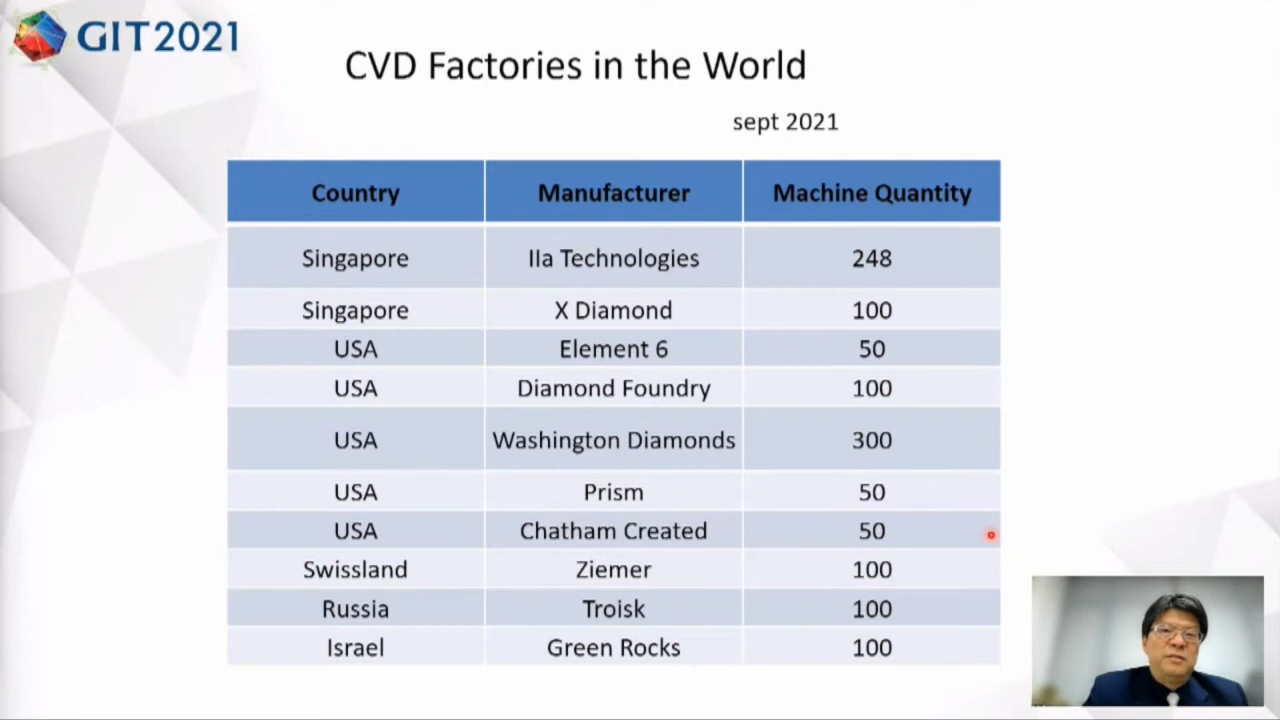 GIT2021
CVD Factories in the World
sept 2021
Country Manufacturer Machine Quantity
Singapore IIa Technologies 248
Singapore X Diamond 100
USA Element 6 50
USA Diamond Foundry 100
USA Washington Diamonds 300
USA Prism 50
USA Chatham Created 50
Swissland Ziemer 100
Russia Troisk 100
Israel Green Rocks 100